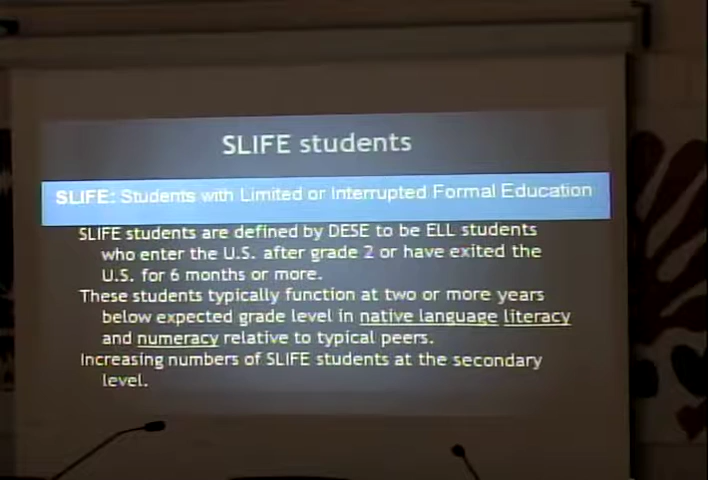 SLIFE students
SLIFE: Students with Limited or Interrupted Formal Education
SLIFE students are defined by DESE to be ELL students
who enter the U.S. after grade 2 or have exited the
U.S. for 6 months or more.
These students typically function at two or more years
below expected grade level in native language literacy
and numeracy relative to typical peers.
Increasing numbers of SLIFE students at the secondary
level.